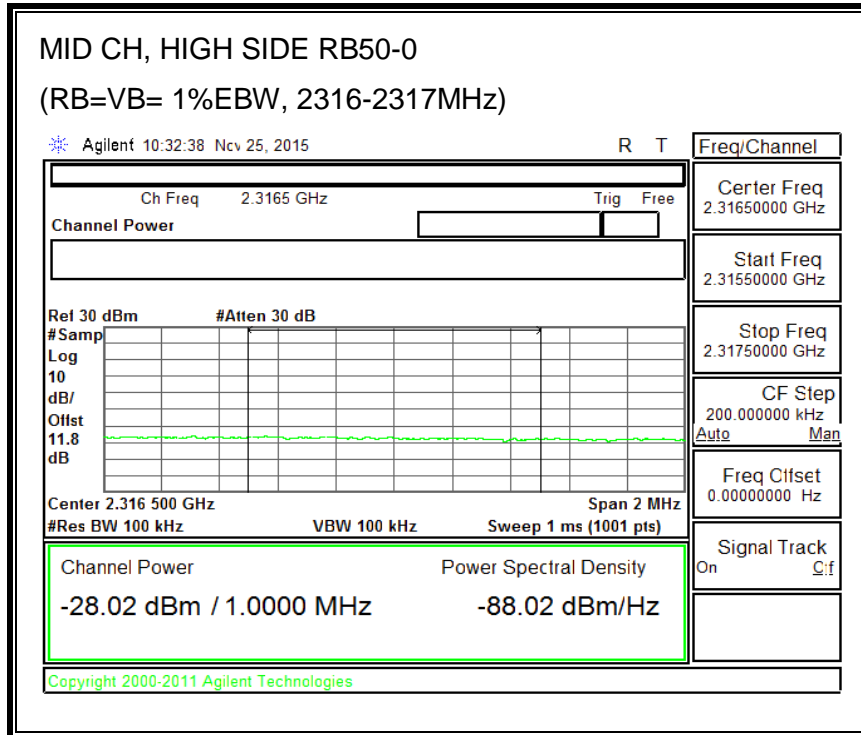 MID CH, HIGH SIDE RB50-0
(RB=VB= 1%EBW, 2316-2317MHz)
Agilent 10:32:38 Nov 25, 2015 R T
Ch Freq 2.3165 GHz Trig Free
Channel Power
Ref 30 dBm #Atten 30 dB
#Samp
Log
10
dB/
Offst
11.8
dB
Center 2.316 500 GHz Span 2 MHz
#Res BW 100 kHz VBW 100 kHz Sweep 1 ms (1001 pts)
Channel Power Power Spectral Density
-28.02 dBm / 1.0000 MHz -88.02 dBm/Hz
Copyright 2000-2011 Agilent Technologies
Freq/Channel
Center Freq
2.31650000 GHz
Start Freq
2.31550000 GHz
Stop Freq
2.31750000 GHz
CF Step
200.000000 kHz
Auto Man
Freq Offset
0.00000000 Hz
Signal Track
On Off